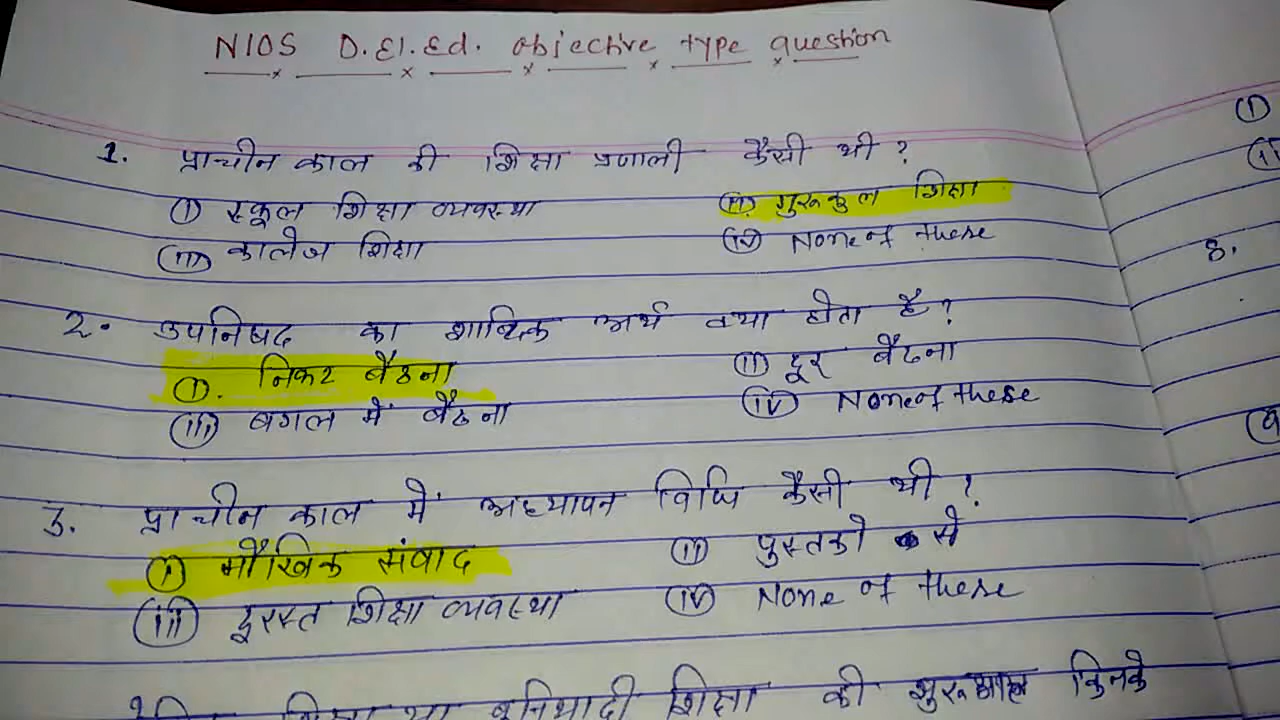 NIOS D.El.Ed. objective type question
1. प्राचीन काल की शिक्षा प्रणाली कैसी थी ?
(i) स्कूल शिक्षा व्यवस्था (ii) गुरूकुल शिक्षा
(iii) कालेज शिक्षा (iv) None of these
2. उपनिषद का शाब्दिक अर्थ क्या होता है ?
(i). निकट बैठना (ii) दूर बैठना
(iii) बगल में बैठना (iv) None of these
3. प्राचीन काल में अध्यापन विधि कैसी थी ?
(i) मौखिक संवाद (ii) पुस्तको से
(iii) दूरस्त शिक्षा व्यवस्था (iv) None of these
बुनियादी शिक्षा की शुरूआत किनके
(i)
8.